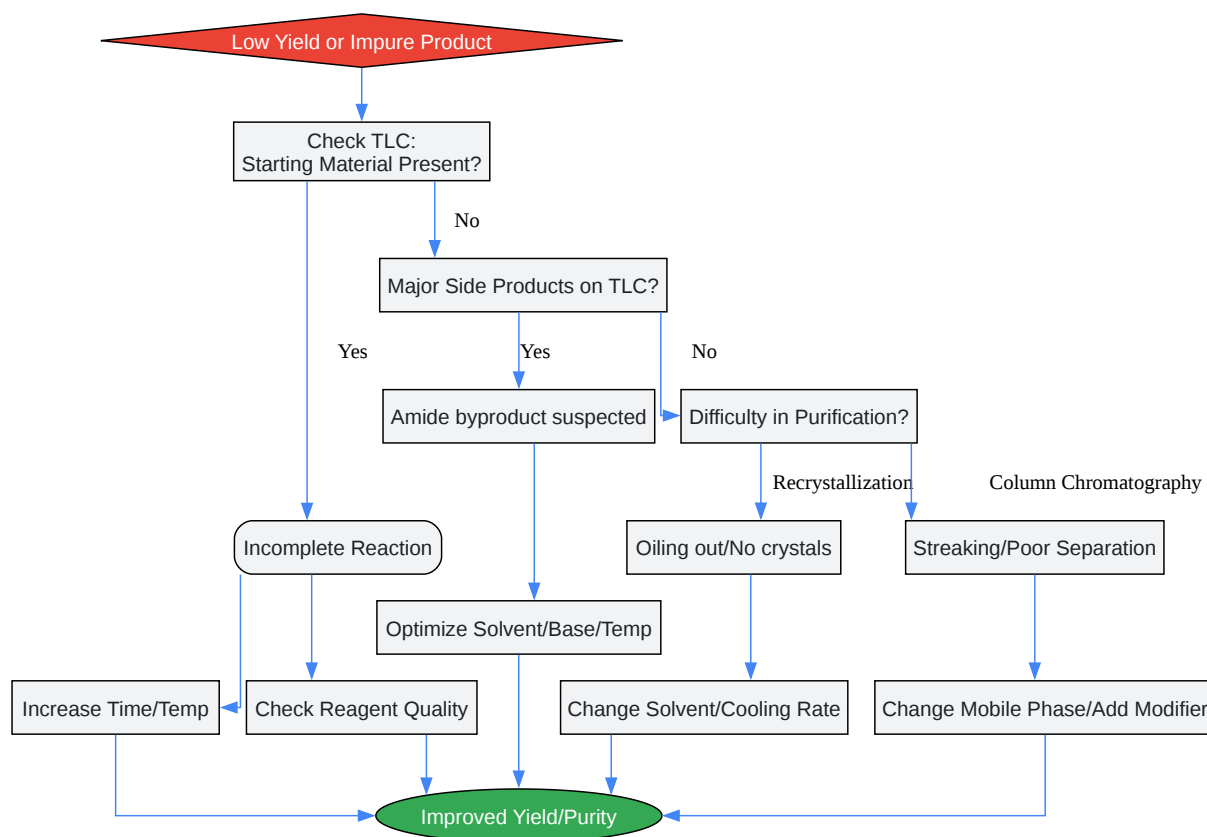 Low Yield or Impure Product
Check TLC:
Starting Material Present?
No
Major Side Products on TLC?
Yes
Yes
No
Amide byproduct suspected
Difficulty in Purification?
Recrystallization
Column Chromatography
Incomplete Reaction
Oiling out/No crystals
Streaking/Poor Separation
Optimize Solvent/Base/Temp
Increase Time/Temp
Check Reagent Quality
Change Solvent/Cooling Rate
Change Mobile Phase/Add Modifier
Improved Yield/Purity